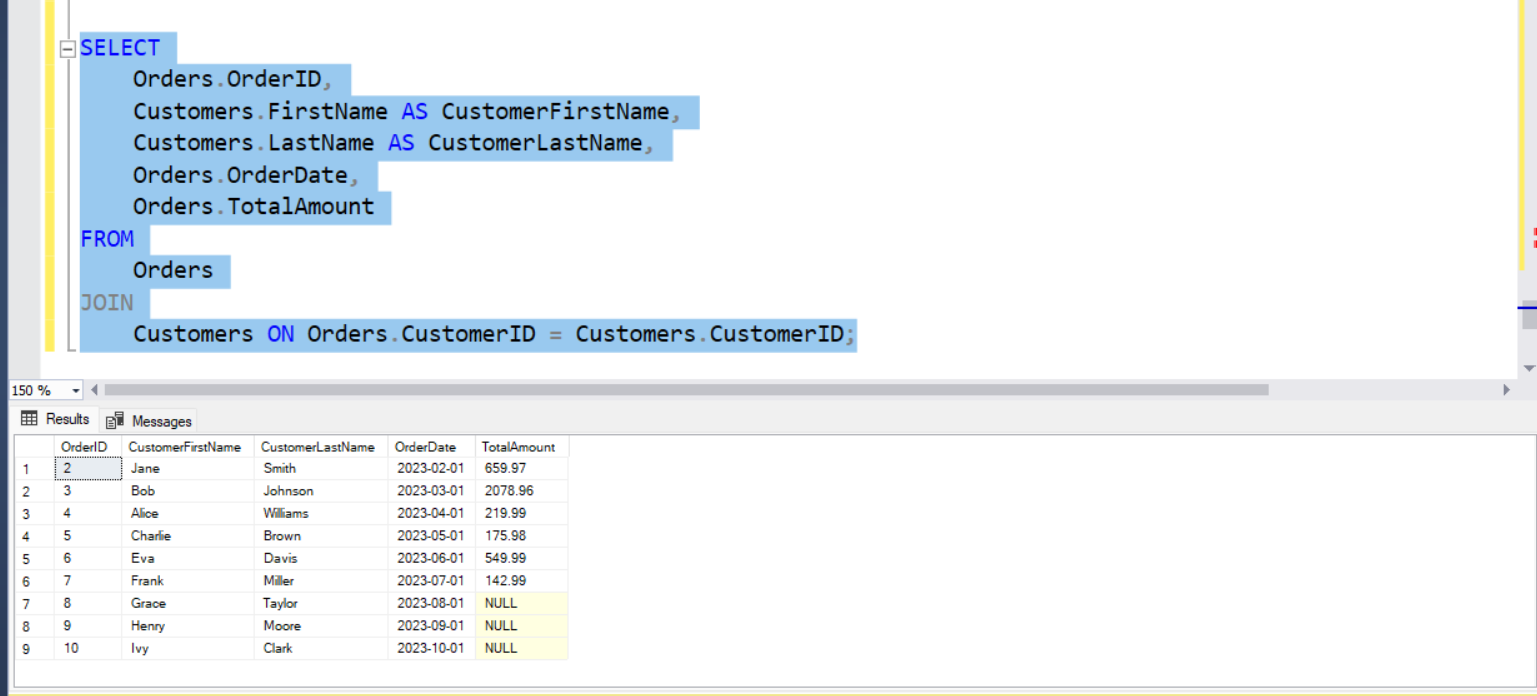 SELECT
Orders.OrderID,
Customers.FirstName AS CustomerFirstName,
Customers.LastName AS CustomerLastName,
Orders.OrderDate,
Orders.TotalAmount
FROM
Orders
JOIN
Customers ON Orders.CustomerID = Customers.CustomerID;
150 %
Results Messages
OrderID CustomerFirstName CustomerLastName OrderDate TotalAmount
1 2 Jane Smith 2023-02-01 659.97
2 3 Bob Johnson 2023-03-01 2078.96
3 4 Alice Williams 2023-04-01 219.99
4 5 Charlie Brown 2023-05-01 175.98
5 6 Eva Davis 2023-06-01 549.99
6 7 Frank Miller 2023-07-01 142.99
7 8 Grace Taylor 2023-08-01 NULL
8 9 Henry Moore 2023-09-01 NULL
9 10 Ivy Clark 2023-10-01 NULL